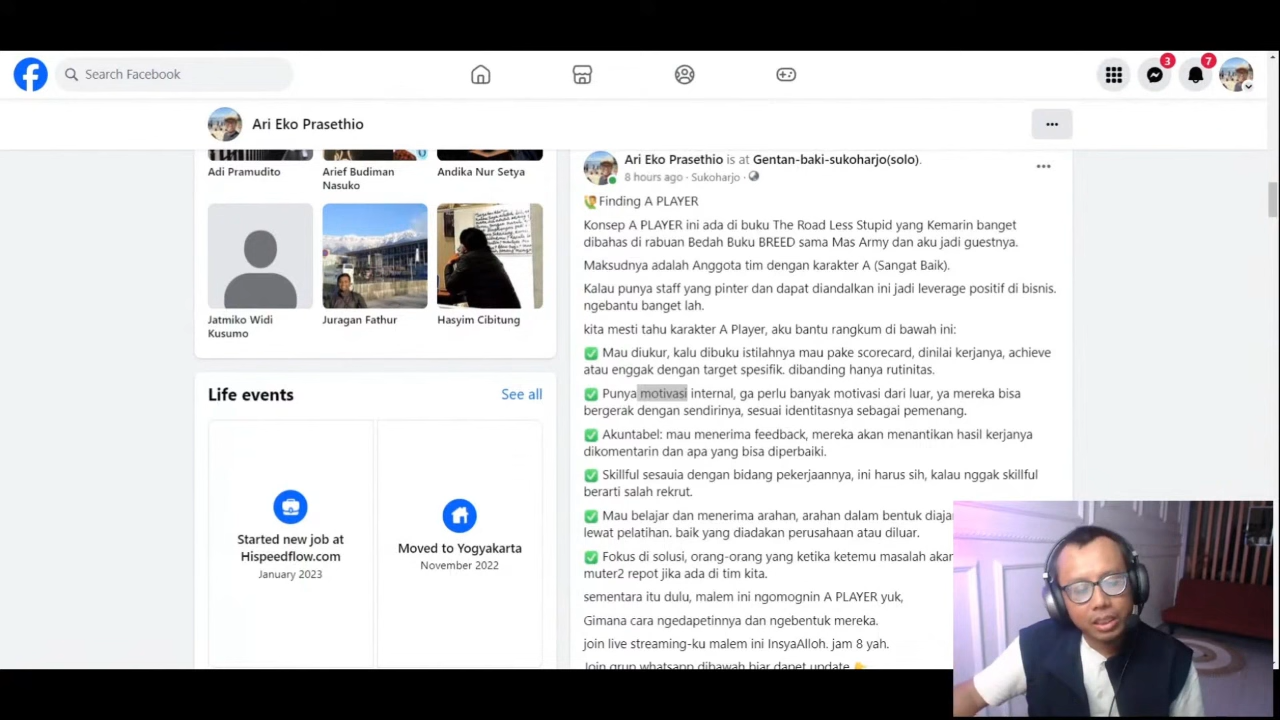 Search Facebook
3
7
Ari Eko Prasethio
Adi Pramudito
Arief Budiman
Nasuko
Andika Nur Setya
Jatmiko Widi
Kusumo
Juragan Fathur
Hasyim Cibitung
Life events
See all
Started new job at
Hispeedflow.com
January 2023
Moved to Yogyakarta
November 2022
Ari Eko Prasethio is at Gentan-baki-sukoharjo(solo).
8 hours ago · Sukoharjo ·
Finding A PLAYER
Konsep A PLAYER ini ada di buku The Road Less Stupid yang Kemarin banget
dibahas di rabuan Bedah Buku BREED sama Mas Army dan aku jadi guestnya.
Maksudnya adalah Anggota tim dengan karakter A (Sangat Baik).
Kalau punya staff yang pinter dan dapat diandalkan ini jadi leverage positif di bisnis.
ngebantu banget lah.
kita mesti tahu karakter A Player, aku bantu rangkum di bawah ini:
✅ Mau diukur, kalu dibuku istilahnya mau pake scorecard, dinilai kerjanya, achieve
atau enggak dengan target spesifik. dibanding hanya rutinitas.
✅ Punya motivasi internal, ga perlu banyak motivasi dari luar, ya mereka bisa
bergerak dengan sendirinya, sesuai identitasnya sebagai pemenang.
✅ Akuntabel: mau menerima feedback, mereka akan menantikan hasil kerjanya
dikomentarin dan apa yang bisa diperbaiki.
✅ Skillful sesauia dengan bidang pekerjaannya, ini harus sih, kalau nggak skillful
berarti salah rekrut.
✅ Mau belajar dan menerima arahan, arahan dalam bentuk diajar
lewat pelatihan. baik yang diadakan perusahaan atau diluar.
✅ Fokus di solusi, orang-orang yang ketika ketemu masalah akan
muter2 repot jika ada di tim kita.
sementara itu dulu, malem ini ngomognin A PLAYER yuk,
Gimana cara ngedapetinnya dan ngebentuk mereka.
join live streaming-ku malem ini InsyaAlloh. jam 8 yah.
Join grup whatsapp dibawah biar dapet update 👇